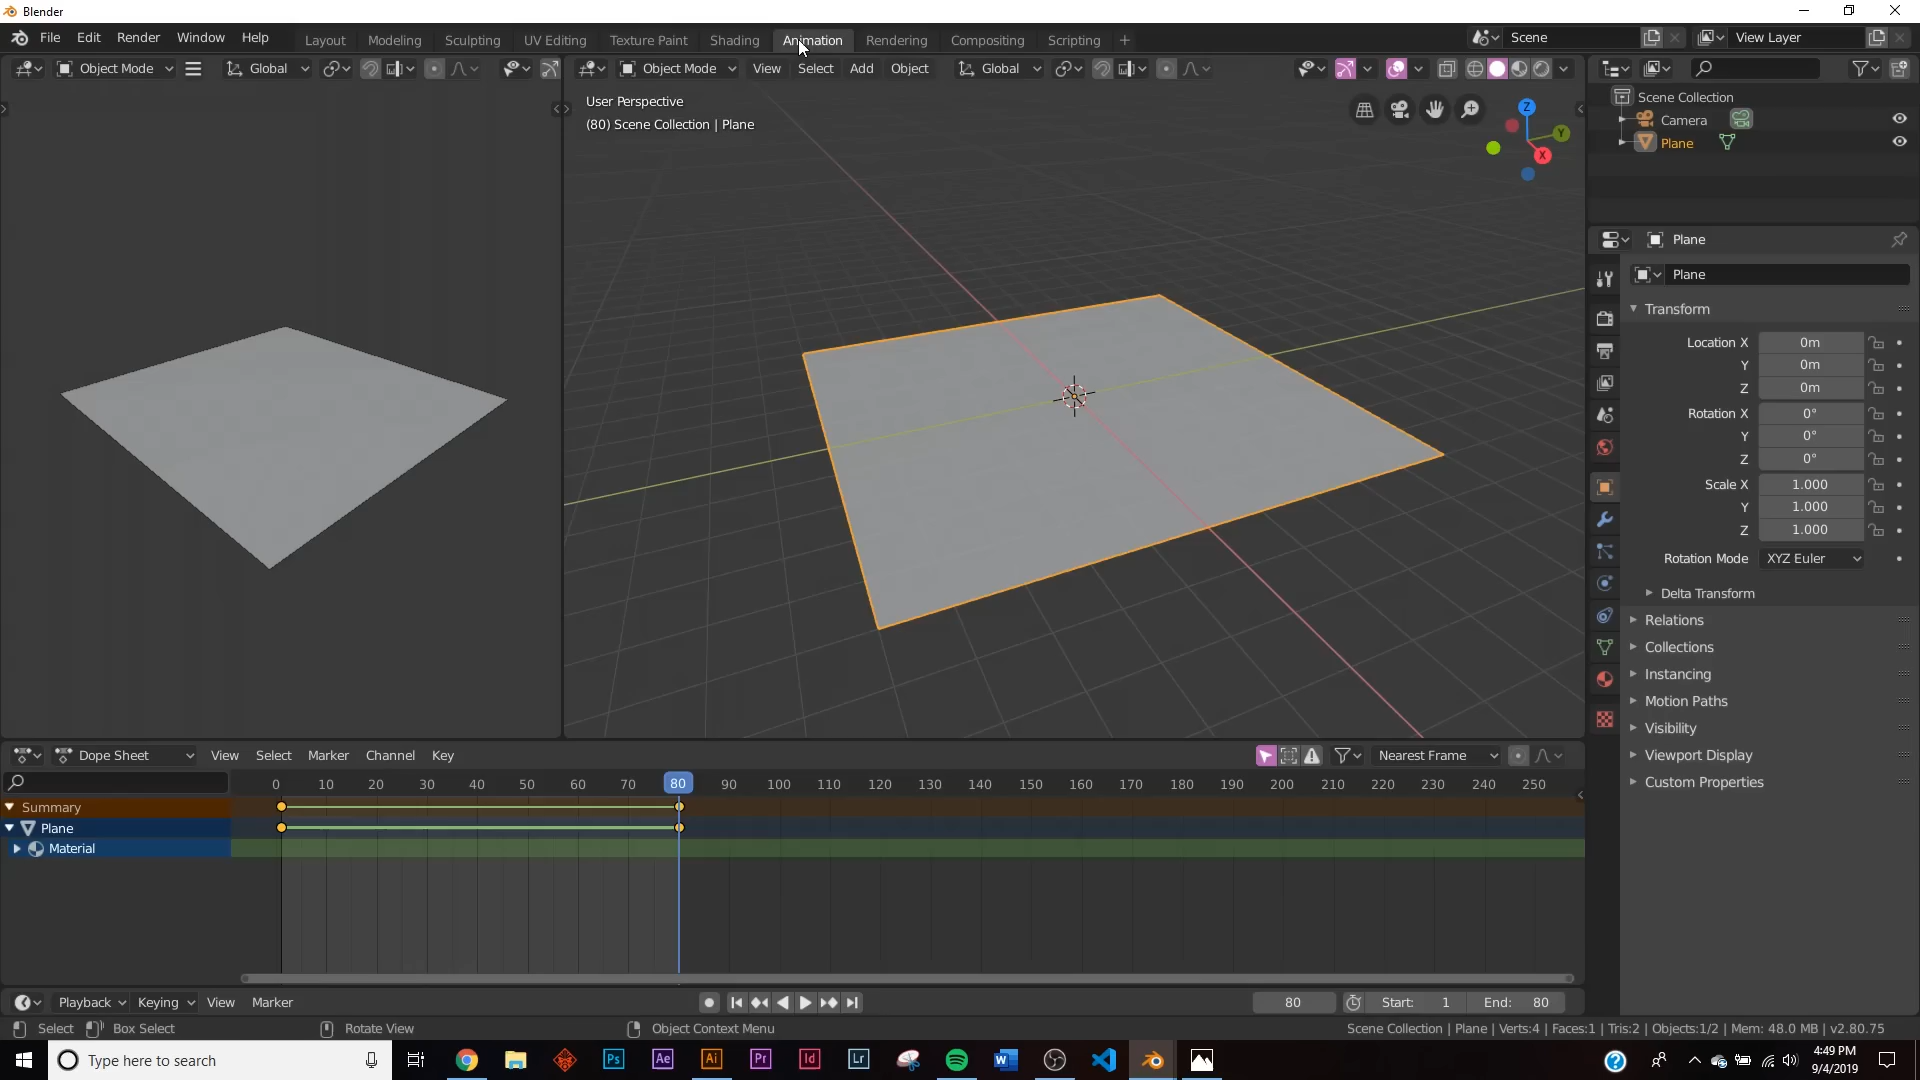 Blender
File Edit Render Window Help Layout Modeling Sculpting UV Editing Texture Paint Shading Animation Rendering Compositing Scripting + Scene View Layer
Object Mode Global Object Mode View Select Add Object Global
User Perspective
(80) Scene Collection | Plane
Z
Y
X
Scene Collection
Camera
Plane
Plane
Plane
Transform
Location X 0m
Y 0m
Z 0m
Rotation X 0°
Y 0°
Z 0°
Scale X 1.000
Y 1.000
Z 1.000
Rotation Mode XYZ Euler
Delta Transform
Relations
Collections
Instancing
Motion Paths
Visibility
Viewport Display
Custom Properties
Dope Sheet View Select Marker Channel Key Nearest Frame
0 10 20 30 40 50 60 70 80 90 100 110 120 130 140 150 160 170 180 190 200 210 220 230 240 250
Summary
Plane
Material
Playback Keying View Marker 80 Start: 1 End: 80
Select Box Select Rotate View Object Context Menu Scene Collection | Plane | Verts:4 | Faces:1 | Tris:2 | Objects:1/2 | Mem: 48.0 MB | v2.80.75
Type here to search Ps Ae Ai Pr Id Lr W ? 4:49 PM
9/4/2019